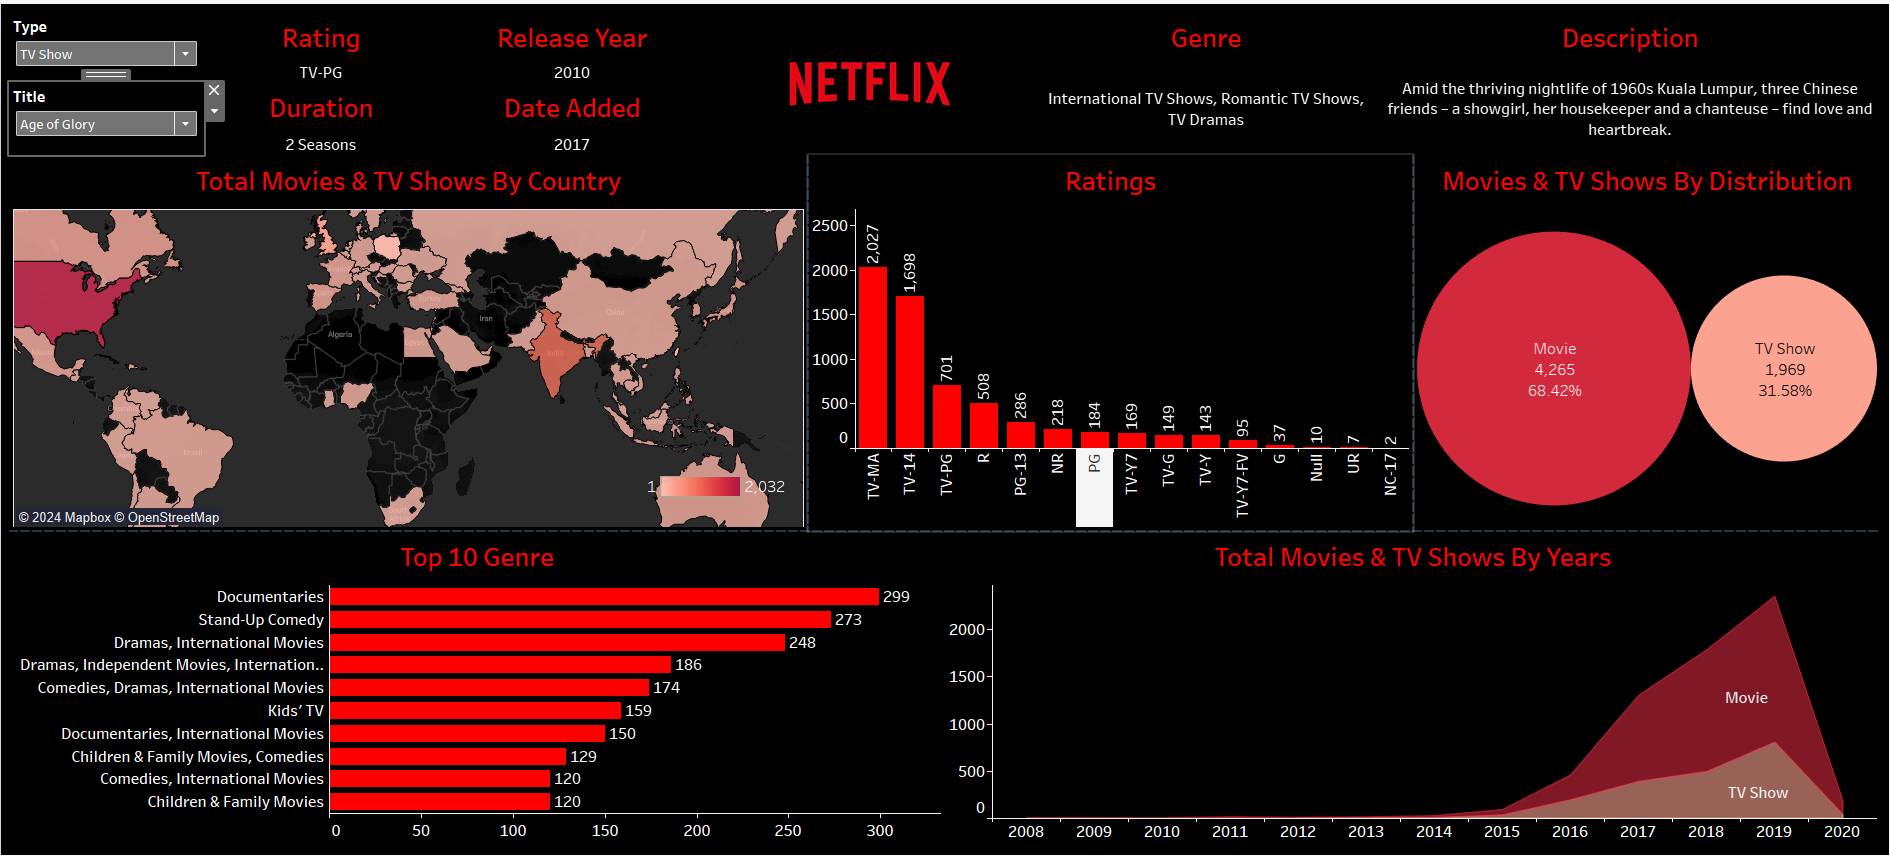 Type
TV Show
Title
Age of Glory
Rating
TV-PG
Duration
2 Seasons
Release Year
2010
Date Added
2017
NETFLIX
Genre
International TV Shows, Romantic TV Shows,
TV Dramas
Description
Amid the thriving nightlife of 1960s Kuala Lumpur, three Chinese
friends – a showgirl, her housekeeper and a chanteuse – find love and
heartbreak.
Total Movies & TV Shows By Country
Algeria
Egypt
Turkey
Iran
India
China
Brazil
1
2,032
© 2024 Mapbox © OpenStreetMap
Ratings
2500
2000
1500
1000
500
0
2,027
1,698
701
508
286
218
184
169
149
143
95
37
10
7
2
TV-MA
TV-14
TV-PG
R
PG-13
NR
PG
TV-Y7
TV-G
TV-Y
TV-Y7-FV
G
Null
UR
NC-17
Movies & TV Shows By Distribution
Movie
4,265
68.42%
TV Show
1,969
31.58%
Top 10 Genre
Documentaries 299
Stand-Up Comedy 273
Dramas, International Movies 248
Dramas, Independent Movies, Internation.. 186
Comedies, Dramas, International Movies 174
Kids’ TV 159
Documentaries, International Movies 150
Children & Family Movies, Comedies 129
Comedies, International Movies 120
Children & Family Movies 120
0 50 100 150 200 250 300
Total Movies & TV Shows By Years
2000
1500
1000
500
0
Movie
TV Show
2008 2009 2010 2011 2012 2013 2014 2015 2016 2017 2018 2019 2020